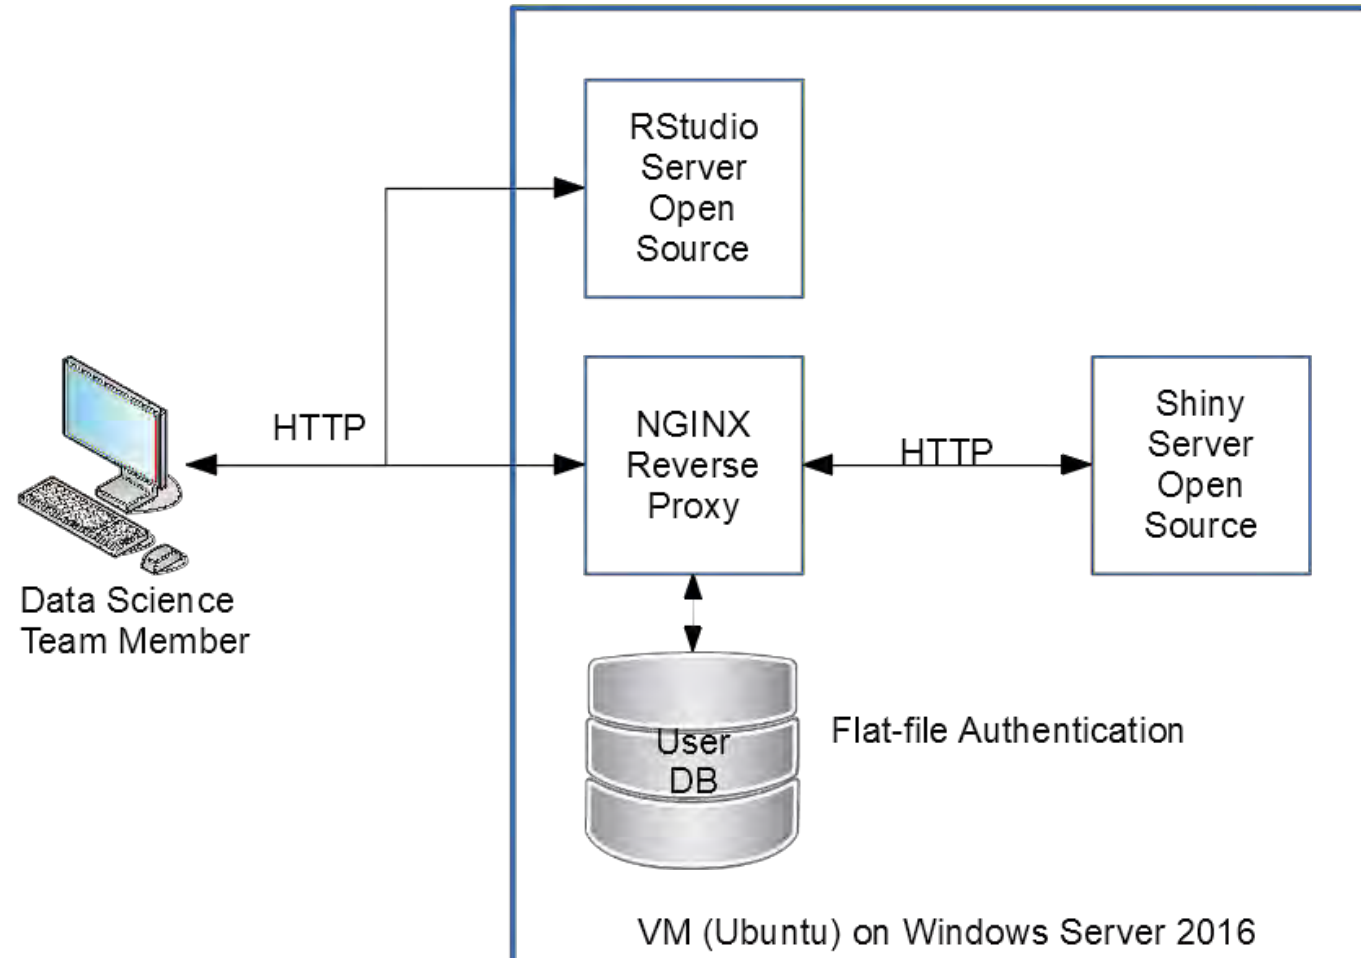 RStudio
Server
Open
Source
HTTP
NGINX
Reverse
Proxy
HTTP
Shiny
Server
Open
Source
Data Science
Team Member
User
DB
Flat-file Authentication
VM (Ubuntu) on Windows Server 2016